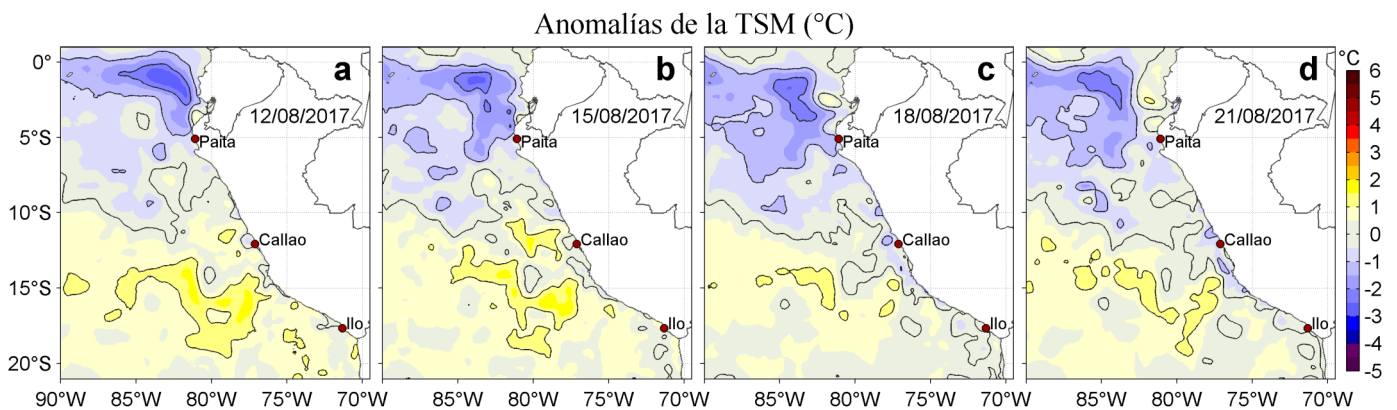 Anomalías de la TSM (°C)
a
b
c
d
12/08/2017
15/08/2017
18/08/2017
21/08/2017
Paita
Callao
Ilo
Paita
Callao
Ilo
Paita
Callao
Ilo
Paita
Callao
Ilo
0°
5°S
10°S
15°S
20°S
90°W 85°W 80°W 75°W 70°W
85°W 80°W 75°W 70°W
85°W 80°W 75°W 70°W
85°W 80°W 75°W 70°W
°C
6
5
4
3
2
1
0
-1
-2
-3
-4
-5